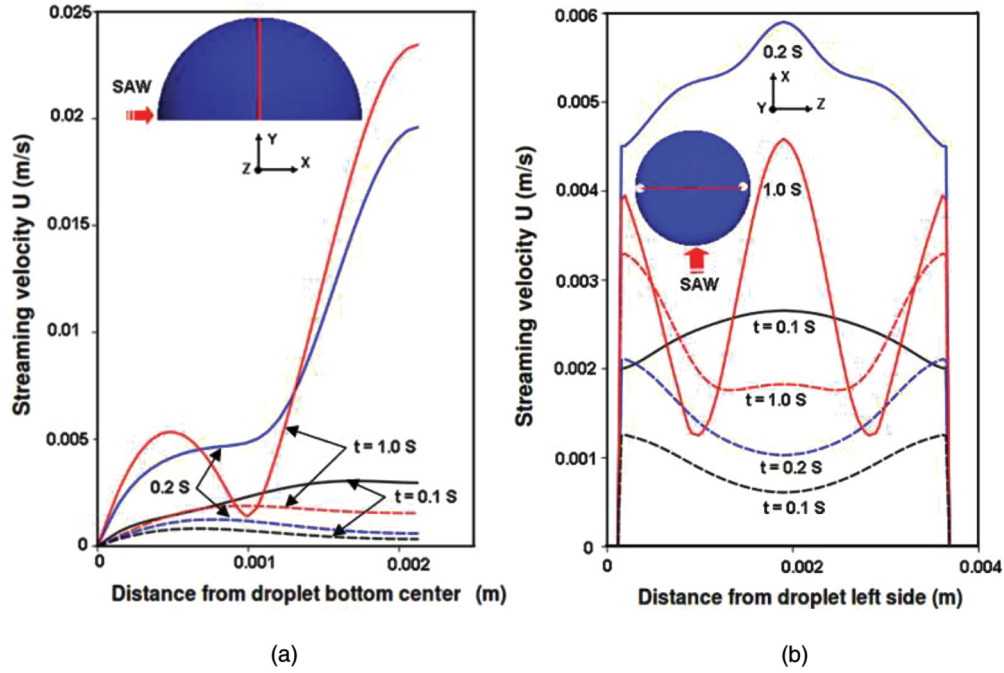 0.025
0.02
0.015
0.01
0.005
0
0
0.001
0.002
Streaming velocity U (m/s)
Distance from droplet bottom center (m)
SAW
Y
Z
X
t = 1.0 S
0.2 S
t = 0.1 S
(a)
0.006
0.005
0.004
0.003
0.002
0.001
0
0
0.002
0.004
Streaming velocity U (m/s)
Distance from droplet left side (m)
0.2 S
X
Y
Z
1.0 S
SAW
t = 0.1 S
t = 1.0 S
t = 0.2 S
t = 0.1 S
(b)